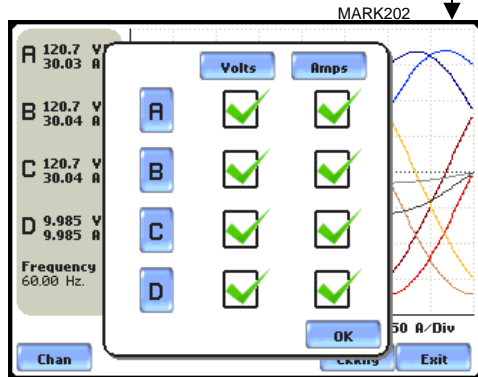 MARK202
A 120.7 V
30.03 A
B 120.7 V
30.04 A
C 120.7 V
30.04 A
D 9.985 V
9.985 A
Frequency
60.00 Hz.
Volts Amps
A
B
C
D
OK
50 A/Div
Chan Exit